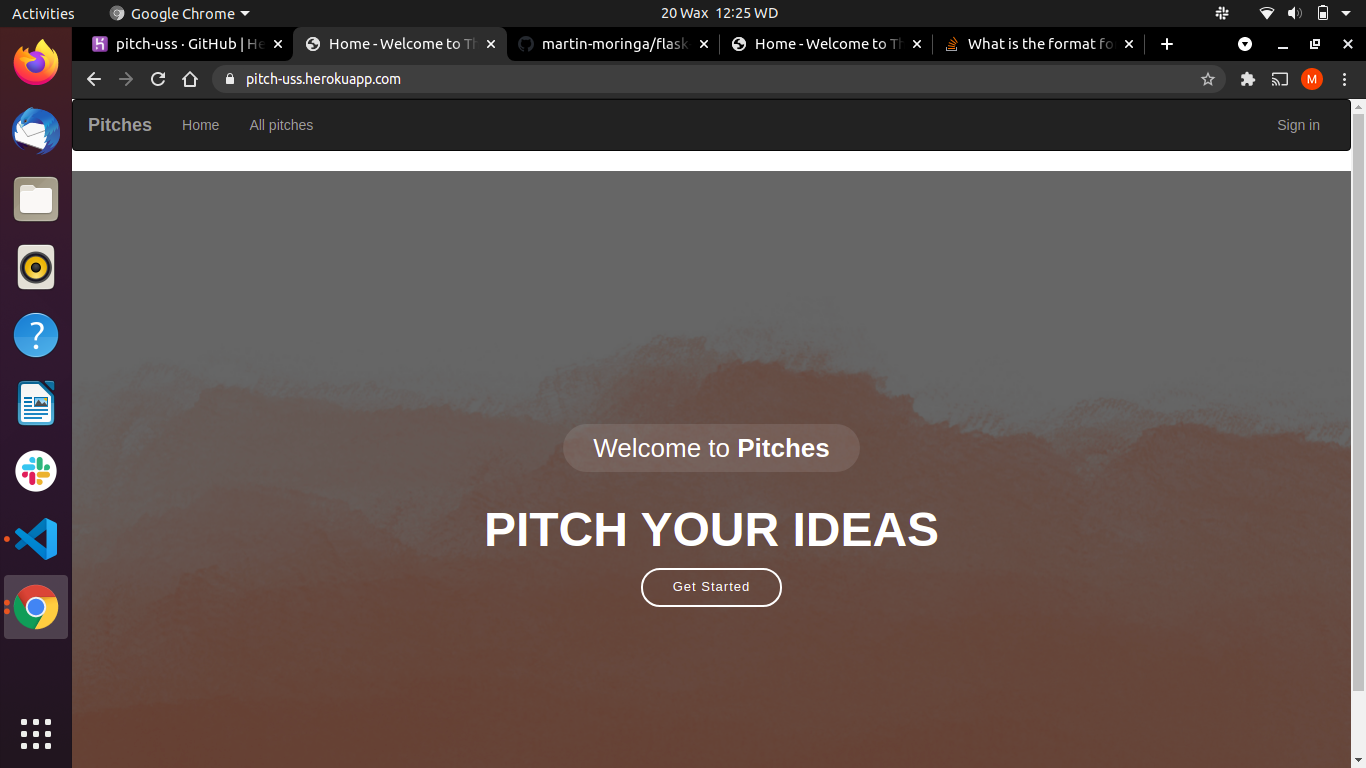 Activities
Google Chrome
20 Wax 12:25 WD
pitch-uss · GitHub | He
Home - Welcome to Th
martin-moringa/flask
Home - Welcome to Th
What is the format fo
pitch-uss.herokuapp.com
M
Pitches
Home
All pitches
Sign in
Welcome to Pitches
PITCH YOUR IDEAS
Get Started